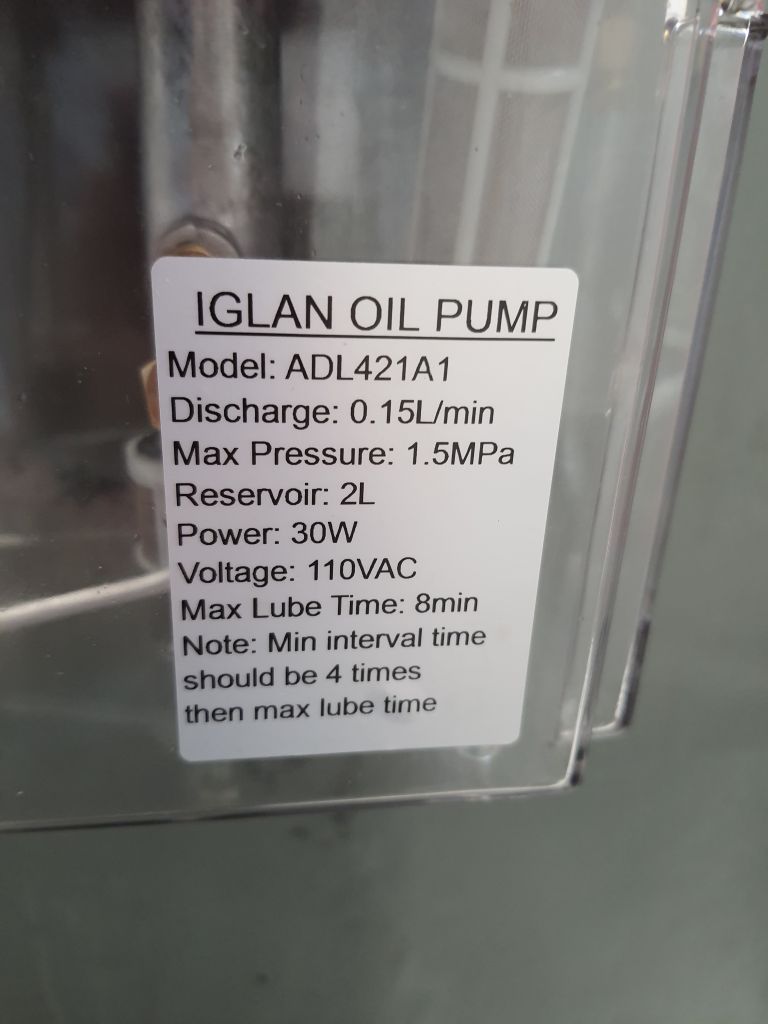 IGLAN OIL PUMP
Model: ADL421A1
Discharge: 0.15L/min
Max Pressure: 1.5MPa
Reservoir: 2L
Power: 30W
Voltage: 110VAC
Max Lube Time: 8min
Note: Min interval time
should be 4 times
then max lube time